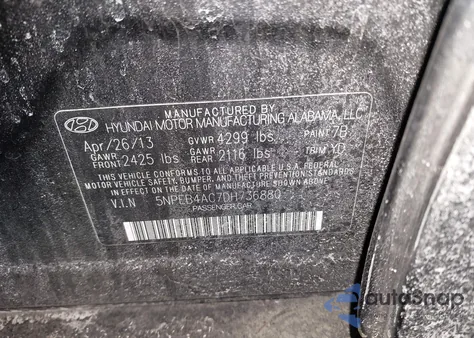 MANUFACTURED BY
HYUNDAI MOTOR MANUFACTURING ALABAMA, LLC
Apr/26/13 GVWR 4299 lbs. PAINT 7B
GAWR FRONT 2425 lbs GAWR REAR 2116 lbs TRIM YD
THIS VEHICLE CONFORMS TO ALL APPLICABLE U.S.A. FEDERAL
MOTOR VEHICLE SAFETY, BUMPER, AND THEFT PREVENTION STANDARDS
IN EFFECT ON THE DATE OF MANUFACTURE SHOWN ABOVE.
V.I.N 5NPEB4AC7DH736880
PASSENGER CAR
AutoSnap